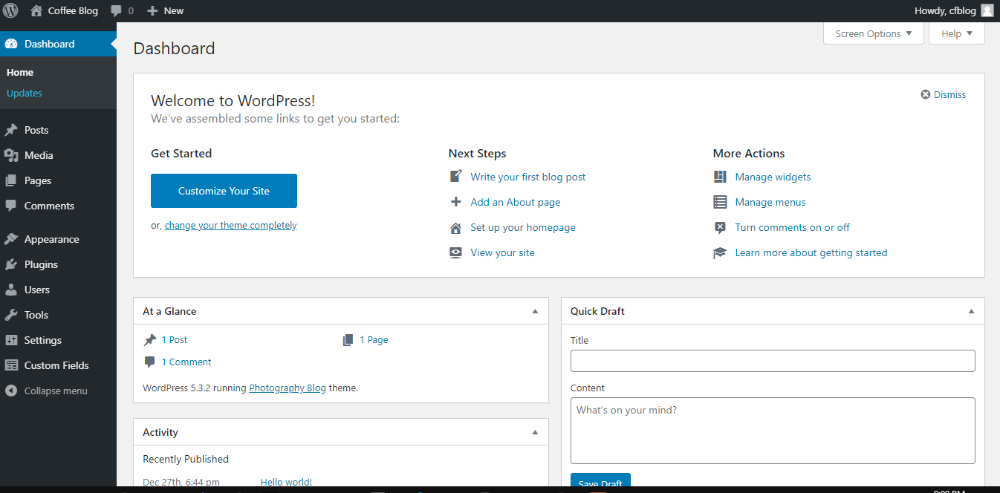 Coffee Blog 0 New Howdy, cfblog
Screen Options Help
Dashboard
Home
Updates
Posts
Media
Pages
Comments
Appearance
Plugins
Users
Tools
Settings
Custom Fields
Collapse menu
Dashboard
Welcome to WordPress!
We've assembled some links to get you started:
Dismiss
Get Started
Customize Your Site
or, change your theme completely
Next Steps
Write your first blog post
Add an About page
Set up your homepage
View your site
More Actions
Manage widgets
Manage menus
Turn comments on or off
Learn more about getting started
At a Glance
1 Post 1 Page
1 Comment
WordPress 5.3.2 running Photography Blog theme.
Activity
Recently Published
Dec 27th, 6:44 pm Hello world!
Quick Draft
Title
Content
What's on your mind?
Save Draft